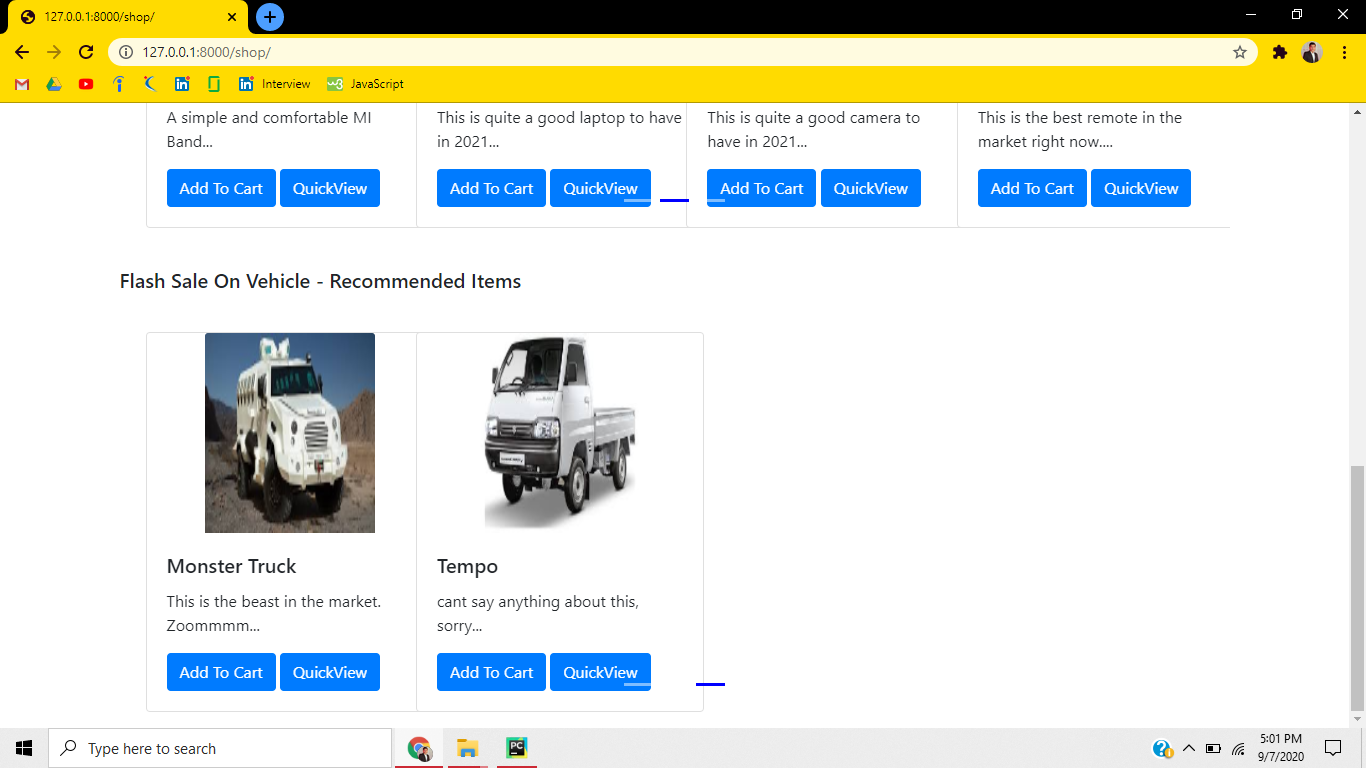 127.0.0.1:8000/shop/
127.0.0.1:8000/shop/
Interview
JavaScript
A simple and comfortable MI
Band...
Add To Cart QuickView
This is quite a good laptop to have
in 2021...
Add To Cart QuickView
This is quite a good camera to
have in 2021...
Add To Cart QuickView
This is the best remote in the
market right now....
Add To Cart QuickView
Flash Sale On Vehicle - Recommended Items
Monster Truck
This is the beast in the market.
Zoommmm...
Add To Cart QuickView
Tempo
cant say anything about this,
sorry...
Add To Cart QuickView
Type here to search
PC
5:01 PM
9/7/2020